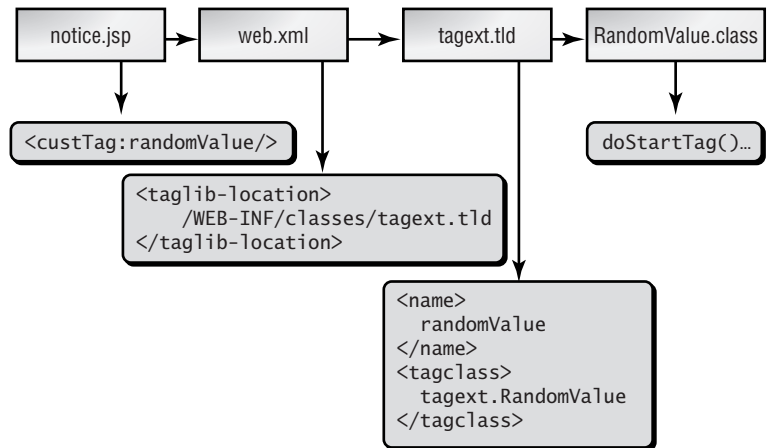 notice.jsp
web.xml
tagext.tld
RandomValue.class
<custTag:randomValue/>
doStartTag()…
<taglib-location>
/WEB-INF/classes/tagext.tld
</taglib-location>
<name>
randomValue
</name>
<tagclass>
tagext.RandomValue
</tagclass>